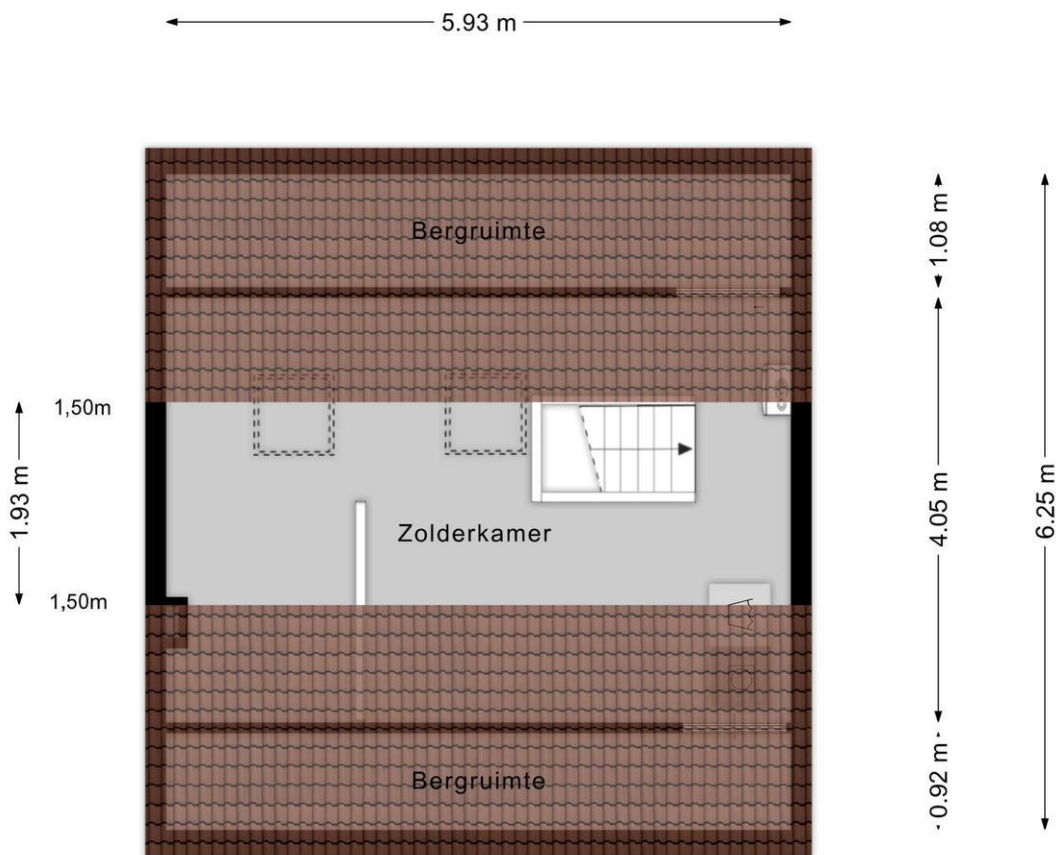 5.93 m
Bergruimte
1.08 m
1,50m
1.93 m
4.05 m
6.25 m
Zolderkamer
1,50m
Bergruimte
0.92 m